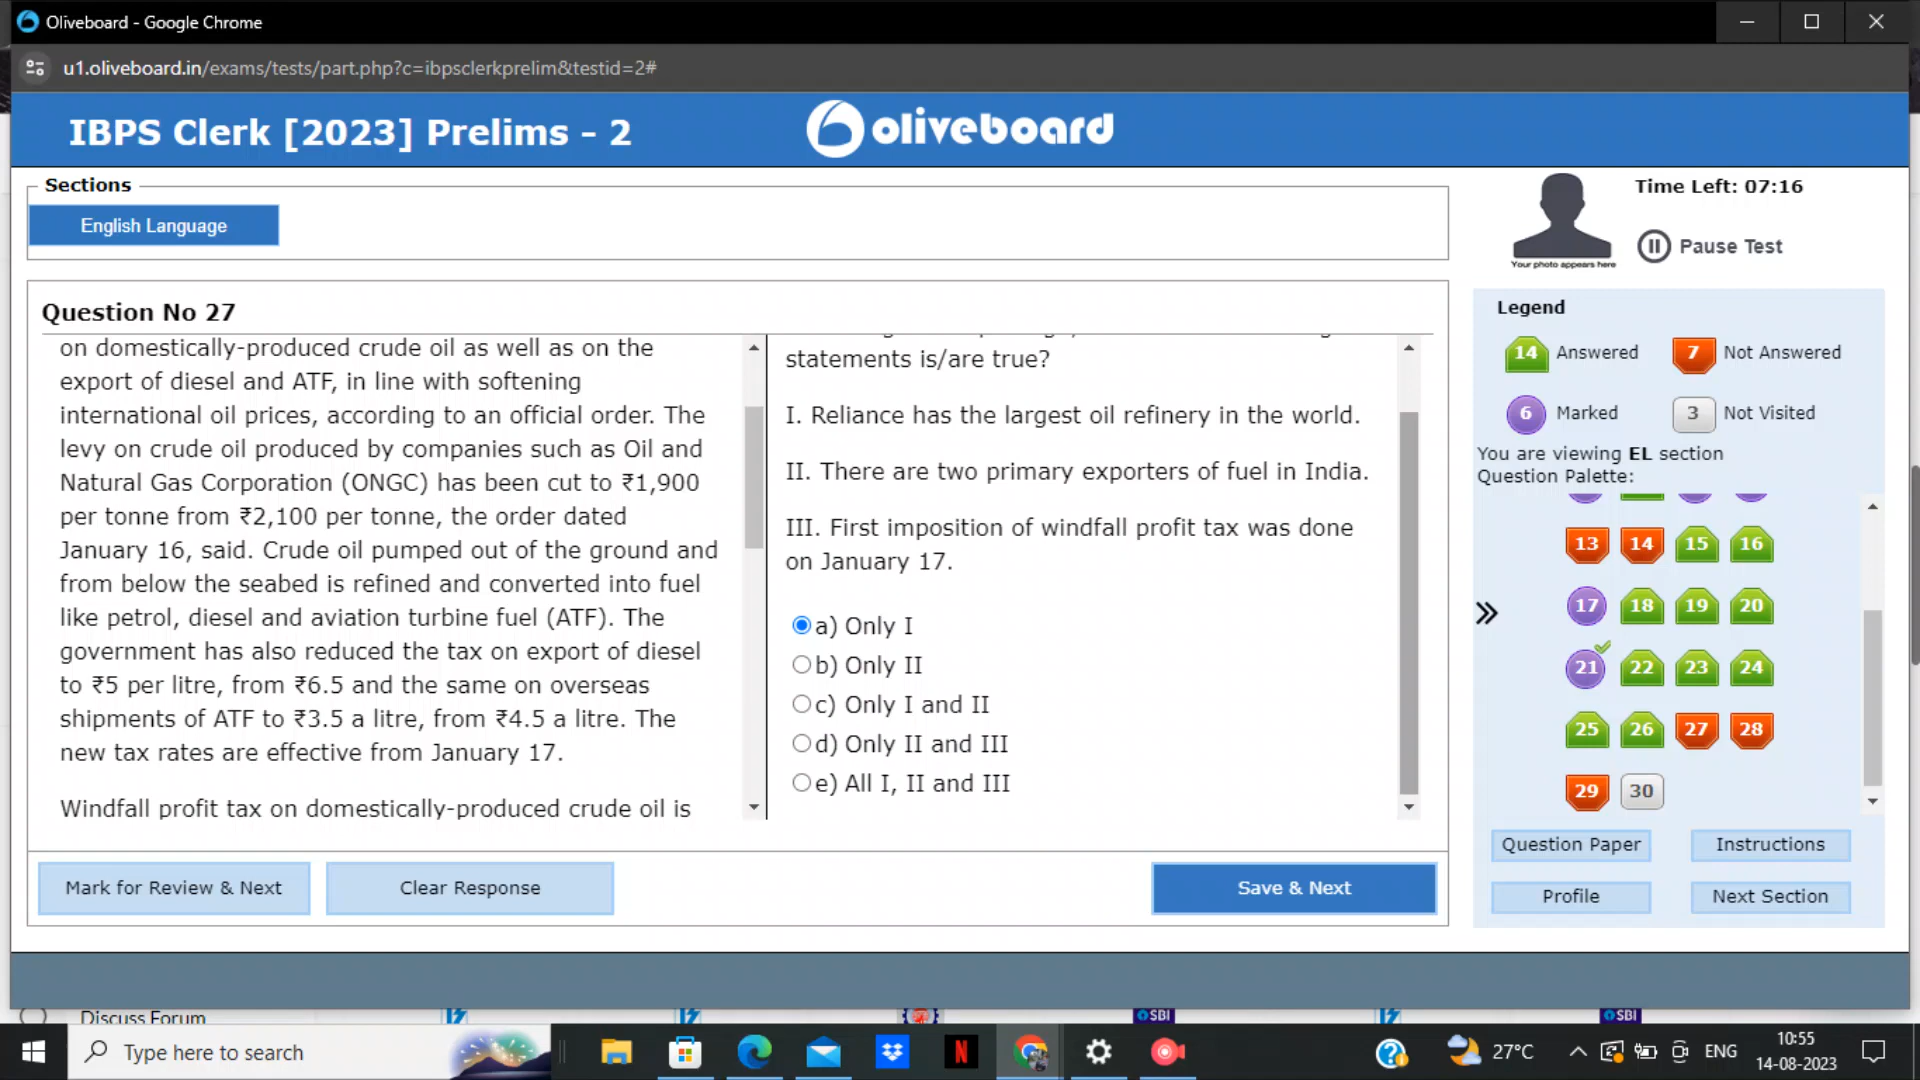 Oliveboard - Google Chrome
u1.oliveboard.in/exams/tests/part.php?c=ibpsclerkprelim&testid=2#
IBPS Clerk [2023] Prelims - 2
oliveboard
Sections
English Language
Your photo appears here
Time Left: 07:16
Pause Test
Question No 27
on domestically-produced crude oil as well as on the
export of diesel and ATF, in line with softening
international oil prices, according to an official order. The
levy on crude oil produced by companies such as Oil and
Natural Gas Corporation (ONGC) has been cut to ₹1,900
per tonne from ₹2,100 per tonne, the order dated
January 16, said. Crude oil pumped out of the ground and
from below the seabed is refined and converted into fuel
like petrol, diesel and aviation turbine fuel (ATF). The
government has also reduced the tax on export of diesel
to ₹5 per litre, from ₹6.5 and the same on overseas
shipments of ATF to ₹3.5 a litre, from ₹4.5 a litre. The
new tax rates are effective from January 17.
Windfall profit tax on domestically-produced crude oil is
statements is/are true?
I. Reliance has the largest oil refinery in the world.
II. There are two primary exporters of fuel in India.
III. First imposition of windfall profit tax was done
on January 17.
a) Only I
b) Only II
c) Only I and II
d) Only II and III
e) All I, II and III
Mark for Review & Next
Clear Response
Save & Next
Legend
14 Answered
7 Not Answered
6 Marked
3 Not Visited
You are viewing EL section
Question Palette:
13 14 15 16
17 18 19 20
21 22 23 24
25 26 27 28
29 30
Question Paper
Instructions
Profile
Next Section
Discuss Forum
SBI
SBI
Type here to search
27°C
ENG
10:55
14-08-2023